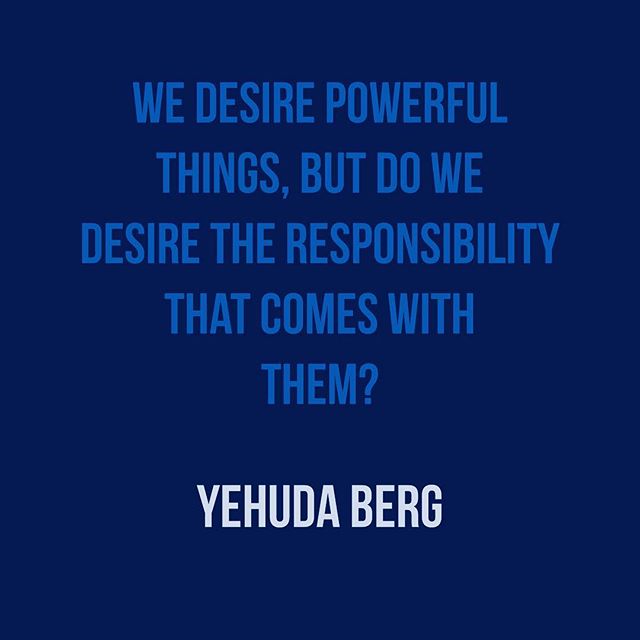 WE DESIRE POWERFUL
THINGS, BUT DO WE
DESIRE THE RESPONSIBILITY
THAT COMES WITH
THEM?
YEHUDA BERG